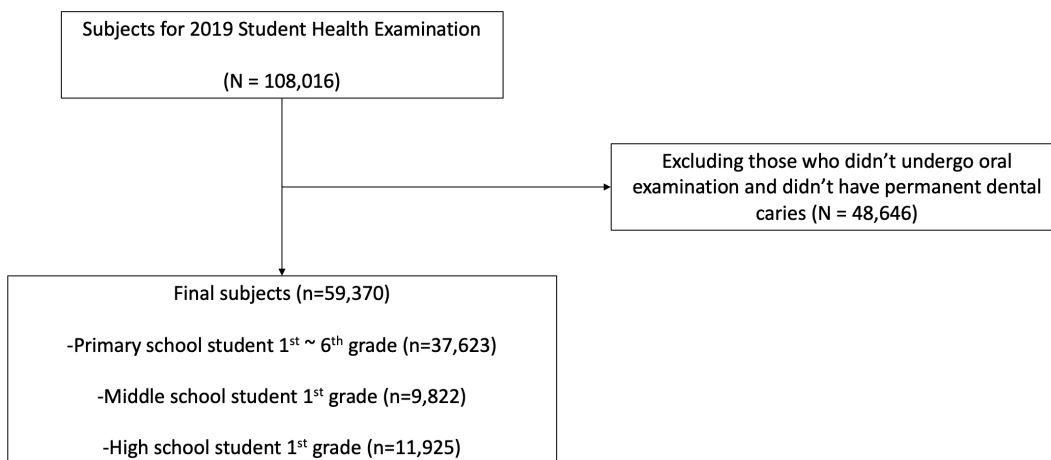 Subjects for 2019 Student Health Examination
(N = 108,016)
Excluding those who didn’t undergo oral
examination and didn’t have permanent dental
caries (N = 48,646)
Final subjects (n=59,370)
-Primary school student 1st ~ 6th grade (n=37,623)
-Middle school student 1st grade (n=9,822)
-High school student 1st grade (n=11,925)